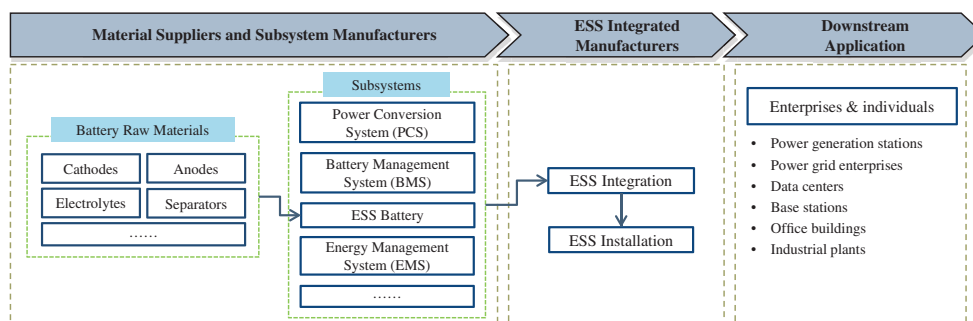 Material Suppliers and Subsystem Manufacturers
ESS Integrated
Manufacturers
Downstream
Application
Battery Raw Materials
Cathodes
Anodes
Electrolytes
Separators
……
Subsystems
Power Conversion
System (PCS)
Battery Management
System (BMS)
ESS Battery
Energy Management
System (EMS)
……
ESS Integration
ESS Installation
Enterprises & individuals
• Power generation stations
• Power grid enterprises
• Data centers
• Base stations
• Office buildings
• Industrial plants